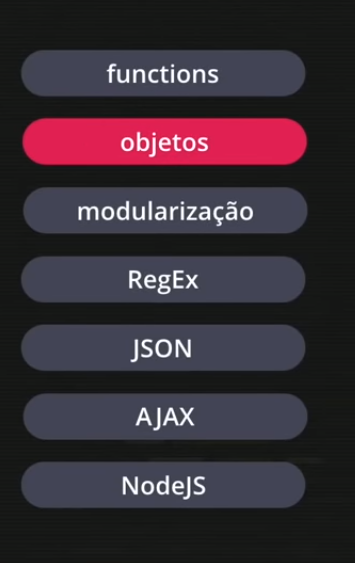 functions
objetos
modularização
RegEx
JSON
AJAX
NodeJS